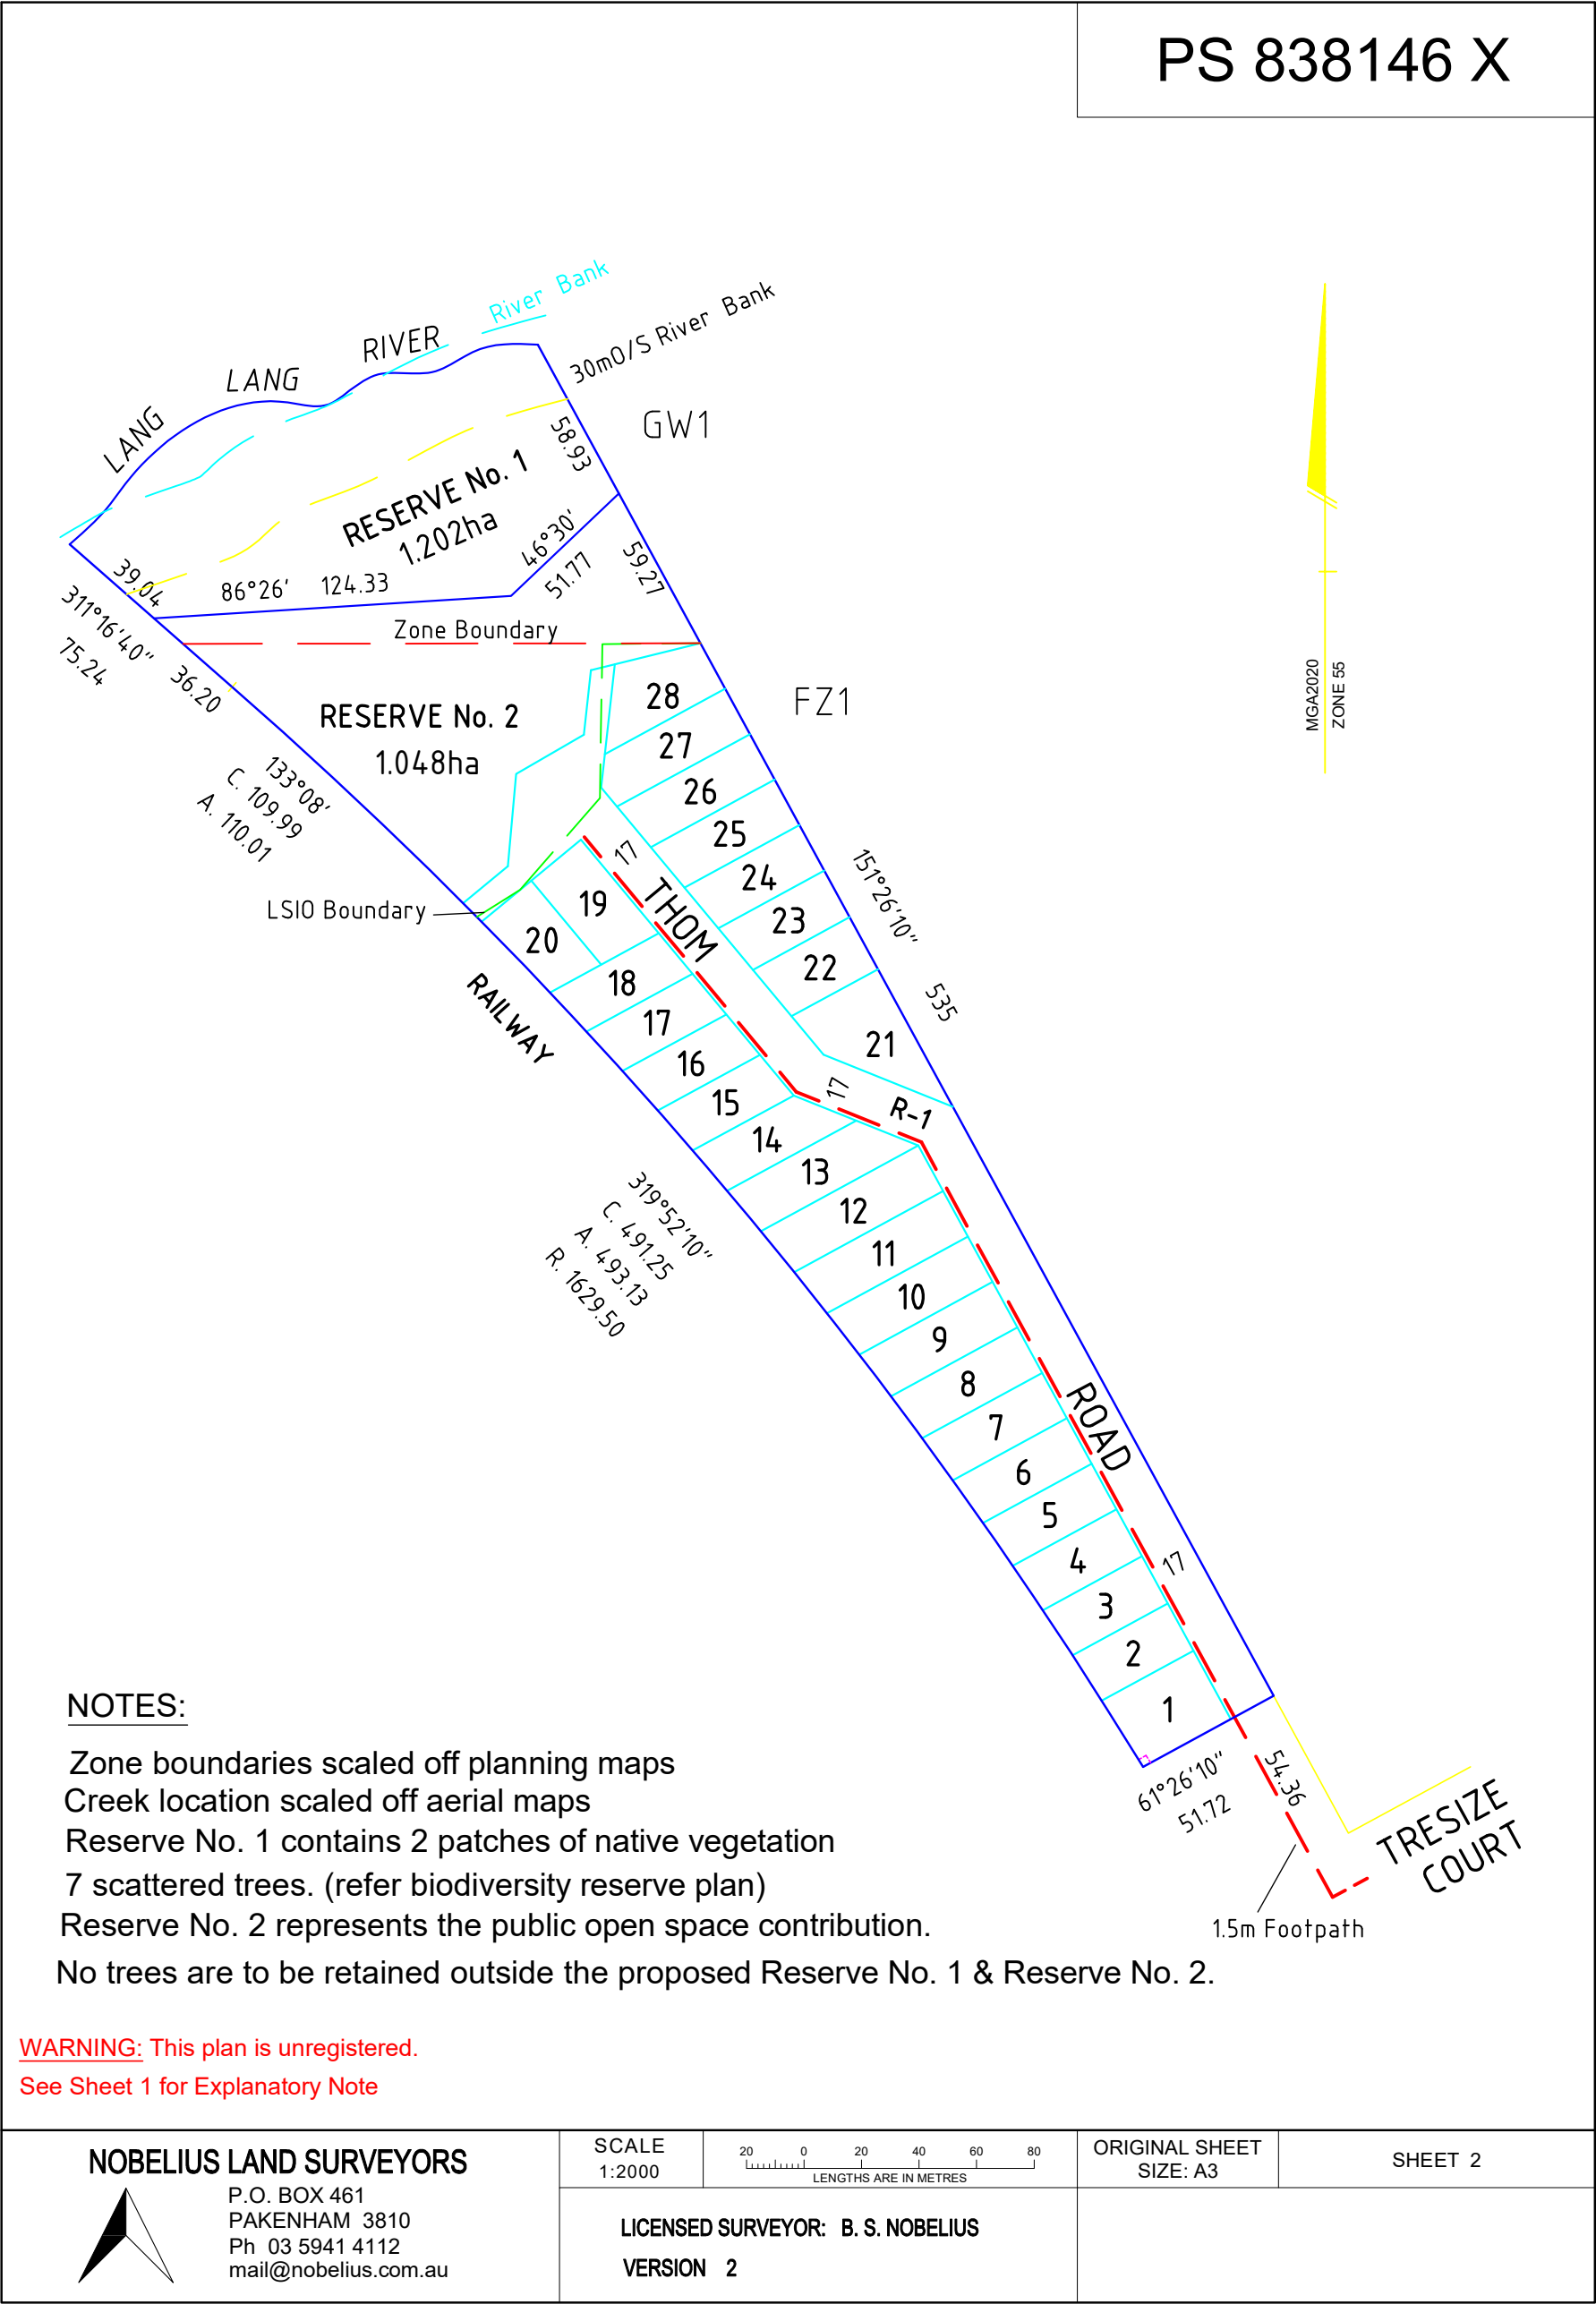 PS 838146 X
River Bank
30mO/S River Bank
LANG LANG RIVER
GW1
58.93
RESERVE No. 1
1.202ha
46°30'
51.77
59.27
39.04
86°26' 124.33
311°16'40"
75.24
Zone Boundary
36.20
RESERVE No. 2
1.048ha
FZ1
MGA2020
ZONE 55
133°08'
C. 109.99
A. 110.01
LSIO Boundary
28
27
26
25
24
23
22
21
17
THOM
151°26'10"
535
19
20
18
17
16
15
14
13
12
11
10
9
8
7
6
5
4
3
2
1
RAILWAY
17
R-1
319°52'10"
C. 491.25
A. 493.13
R. 1629.50
ROAD
17
61°26'10"
51.72
54.36
TRESIZE
COURT
1.5m Footpath
NOTES:
Zone boundaries scaled off planning maps
Creek location scaled off aerial maps
Reserve No. 1 contains 2 patches of native vegetation
7 scattered trees. (refer biodiversity reserve plan)
Reserve No. 2 represents the public open space contribution.
No trees are to be retained outside the proposed Reserve No. 1 & Reserve No. 2.
WARNING: This plan is unregistered.
See Sheet 1 for Explanatory Note
NOBELIUS LAND SURVEYORS
P.O. BOX 461
PAKENHAM 3810
Ph 03 5941 4112
mail@nobelius.com.au
SCALE
1:2000
20 0 20 40 60 80
LENGTHS ARE IN METRES
ORIGINAL SHEET
SIZE: A3
SHEET 2
LICENSED SURVEYOR: B. S. NOBELIUS
VERSION 2